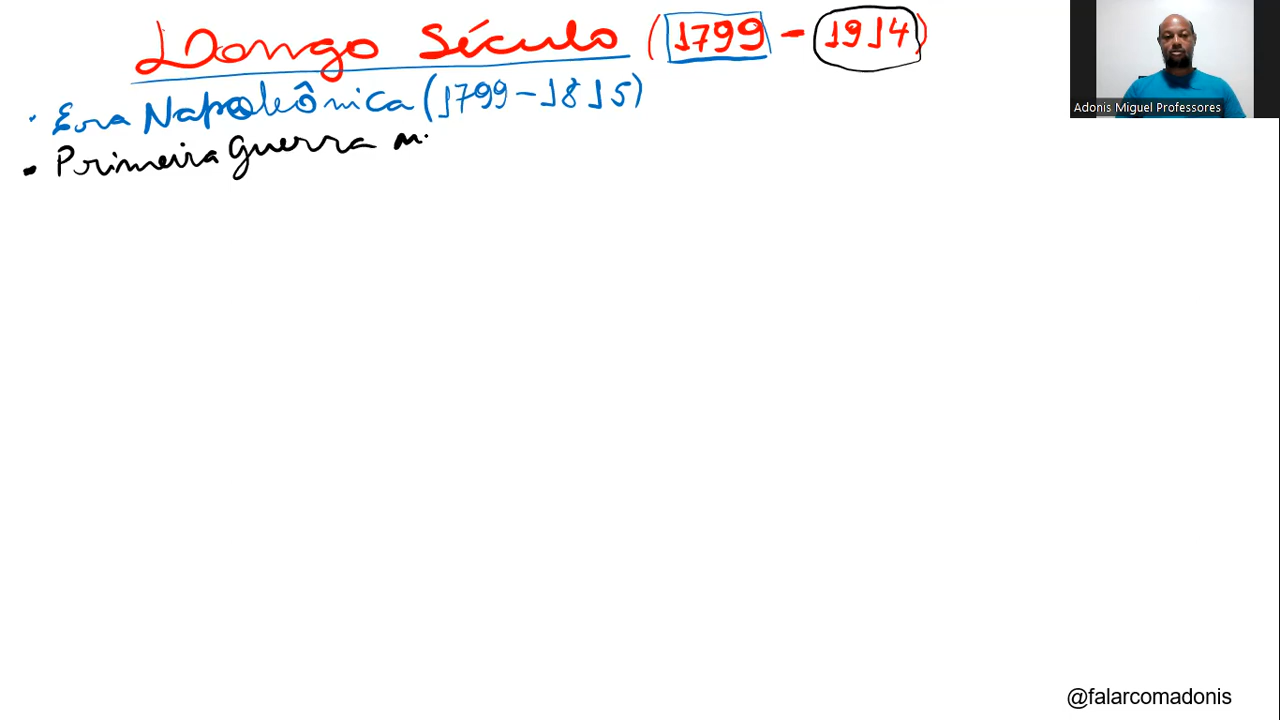 Longo Século (1799 - 1914)
• Era Napoleônica (1799 - 1815)
• Primeira Guerra m
Adonis Miguel Professores
@falarcomadonis